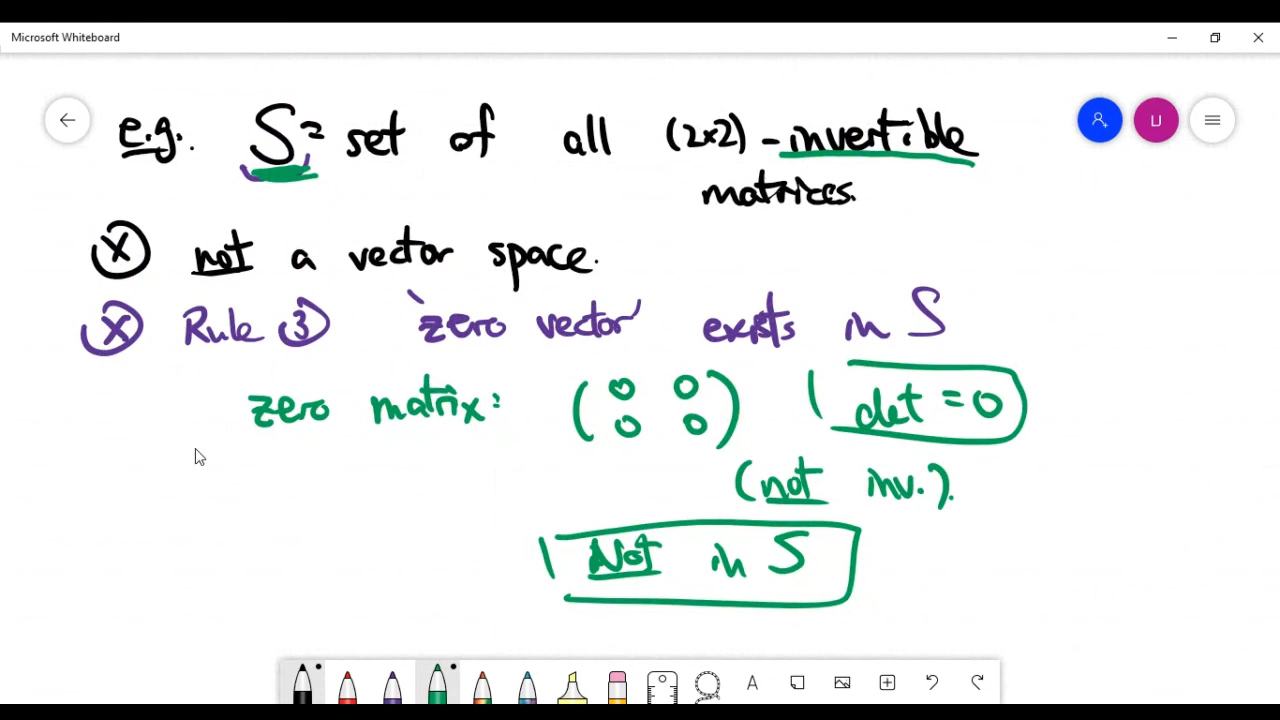 Microsoft Whiteboard
e.g. S = set of all (2x2) - invertible
matrices.
U
(X) not a vector space.
(X) Rule (3) 'zero vector' exists in S
zero matrix: (0 0 det = 0
0 0)
(not inv.).
Not in S
A